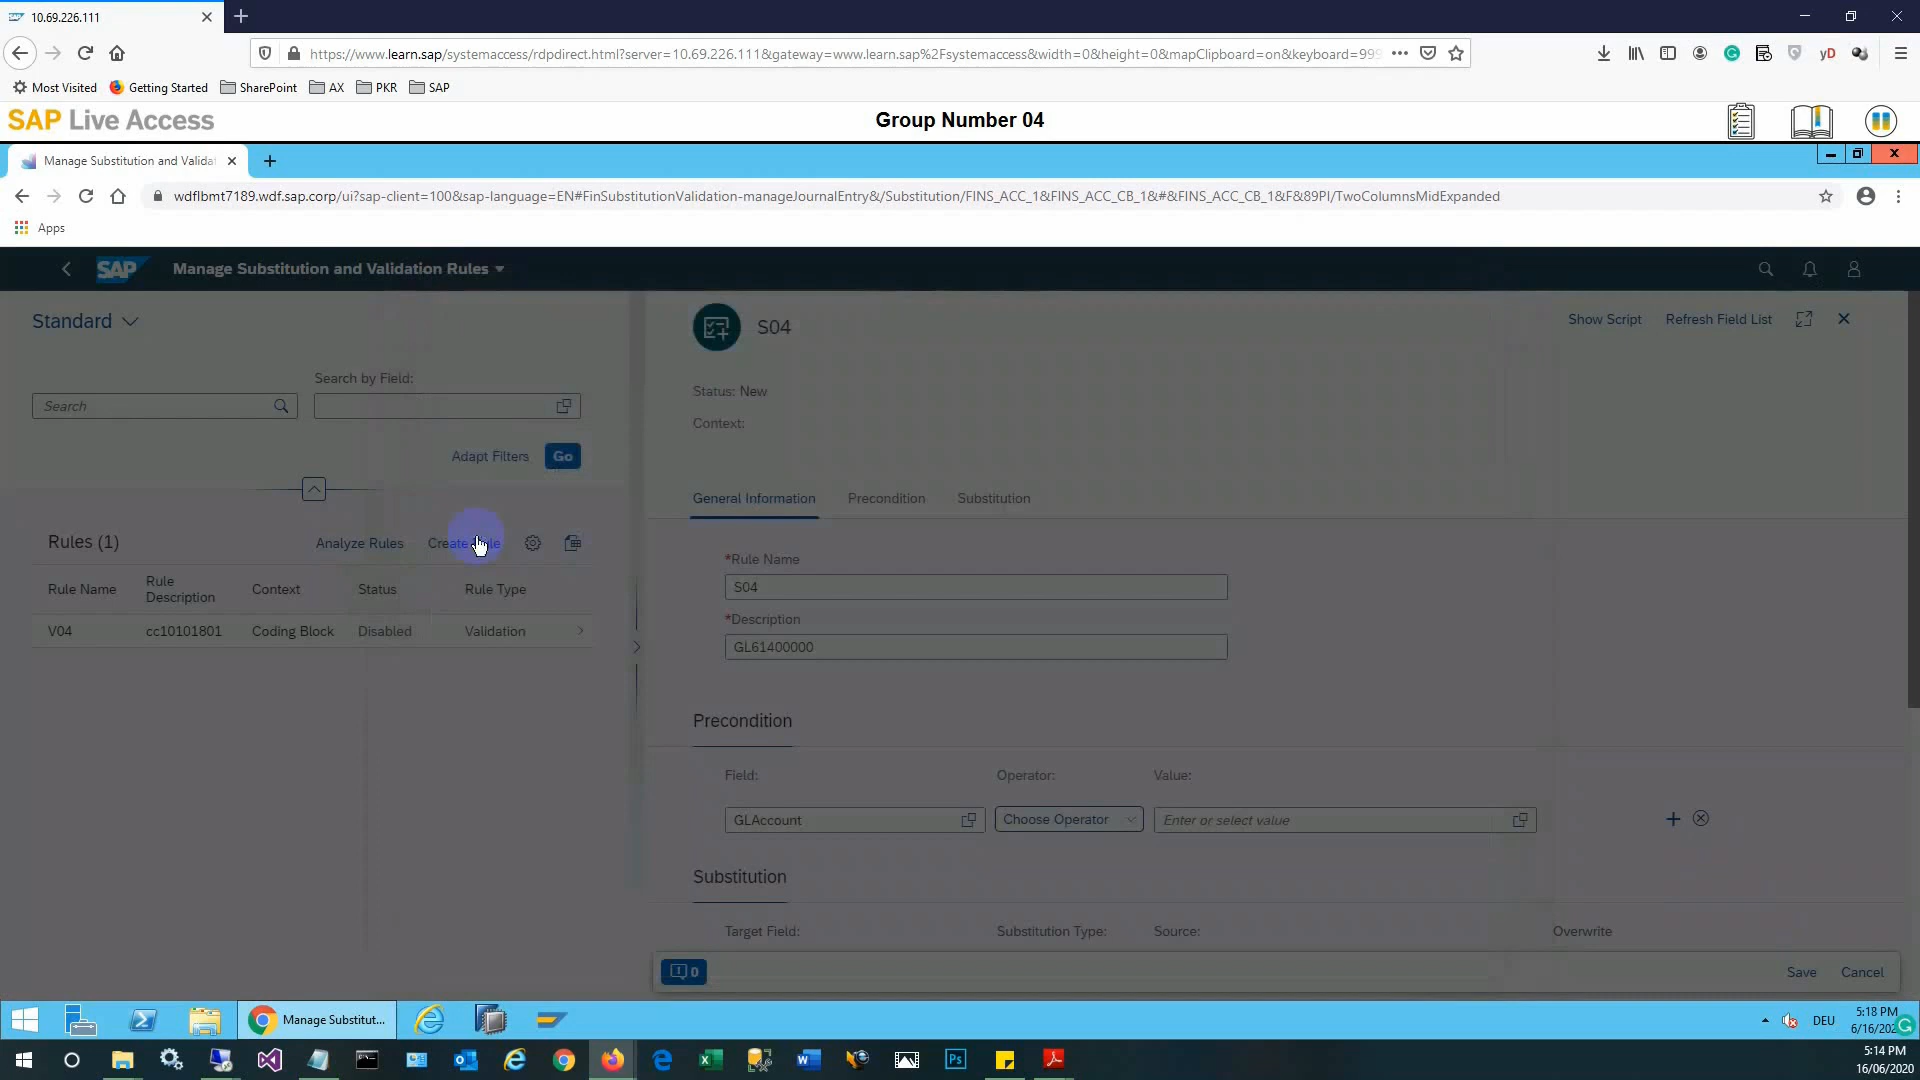 10.69.226.111
https://www.learn.sap/systemaccess/rdpdirect.html?server=10.69.226.111&gateway=www.learn.sap%2Fsystemaccess&width=0&height=0&mapClipboard=on&keyboard=999
Most Visited Getting Started SharePoint AX PKR SAP
SAP Live Access
Group Number 04
Manage Substitution and Validat
wdflbmt7189.wdf.sap.corp/ui?sap-client=100&sap-language=EN#FinSubstitutionValidation-manageJournalEntry&/Substitution/FINS_ACC_1&FINS_ACC_CB_1&#&FINS_ACC_CB_1&F&89PI/TwoColumnsMidExpanded
Apps
SAP Manage Substitution and Validation Rules
Standard
Search by Field:
Search
Adapt Filters Go
Rules (1) Analyze Rules Create Rule
Rule Name Rule Description Context Status Rule Type
V04 cc10101801 Coding Block Disabled Validation
S04
Show Script Refresh Field List
Status: New
Context:
General Information Precondition Substitution
*Rule Name
S04
*Description
GL61400000
Precondition
Field: Operator: Value:
GLAccount Choose Operator Enter or select value
Substitution
Target Field: Substitution Type: Source: Overwrite
0 Save Cancel
Manage Substitut...
DEU
5:18 PM
5:14 PM
16/06/2020